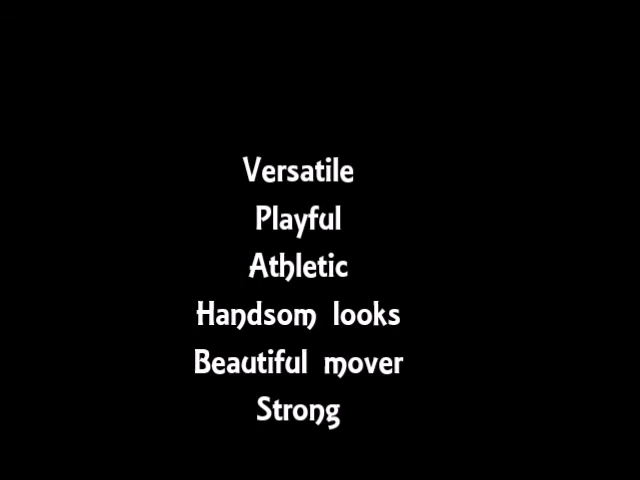 Versatile
Playful
Athletic
Handsom looks
Beautiful mover
Strong